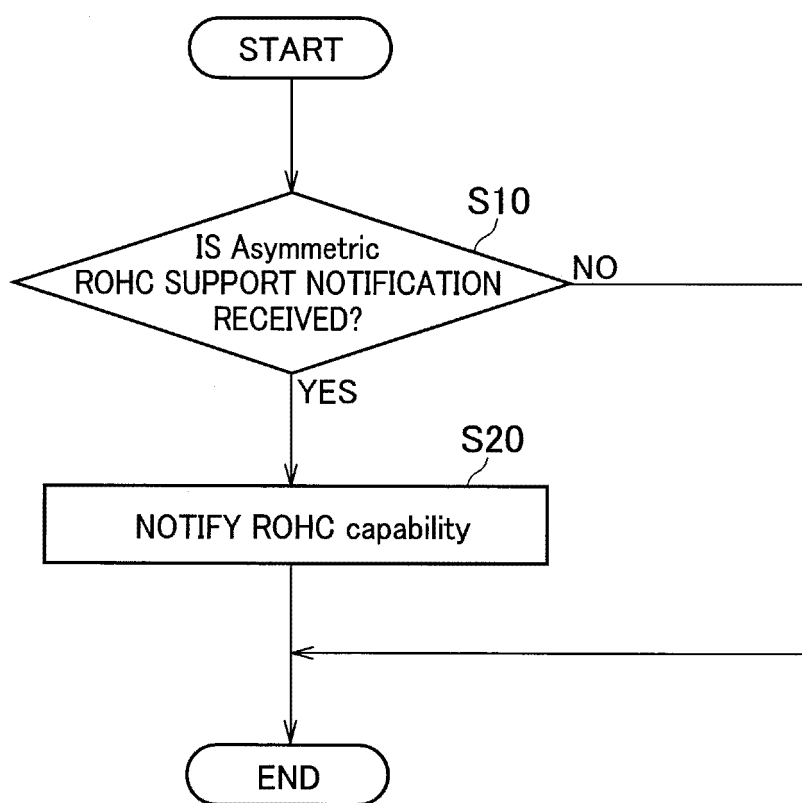 START
S10
IS Asymmetric
ROHC SUPPORT NOTIFICATION
RECEIVED?
NO
YES
S20
NOTIFY ROHC capability
END